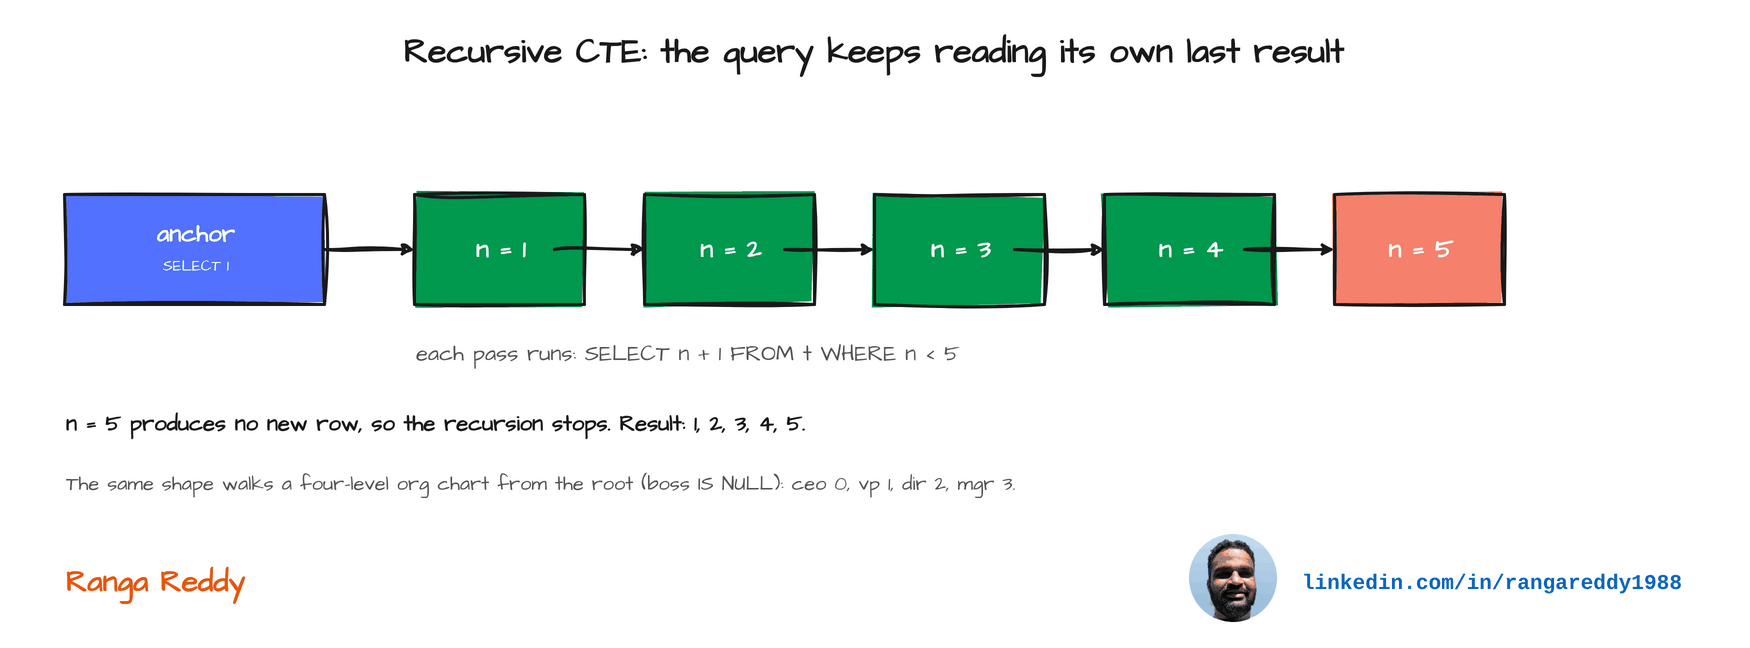 Recursive CTE: the query keeps reading its own last result
anchor
SELECT 1
n = 1
n = 2
n = 3
n = 4
n = 5
each pass runs: SELECT n + 1 FROM t WHERE n < 5
n = 5 produces no new row, so the recursion stops. Result: 1, 2, 3, 4, 5.
The same shape walks a four-level org chart from the root (boss IS NULL): ceo 0, vp 1, dir 2, mgr 3.
Ranga Reddy
linkedin.com/in/rangareddy1988